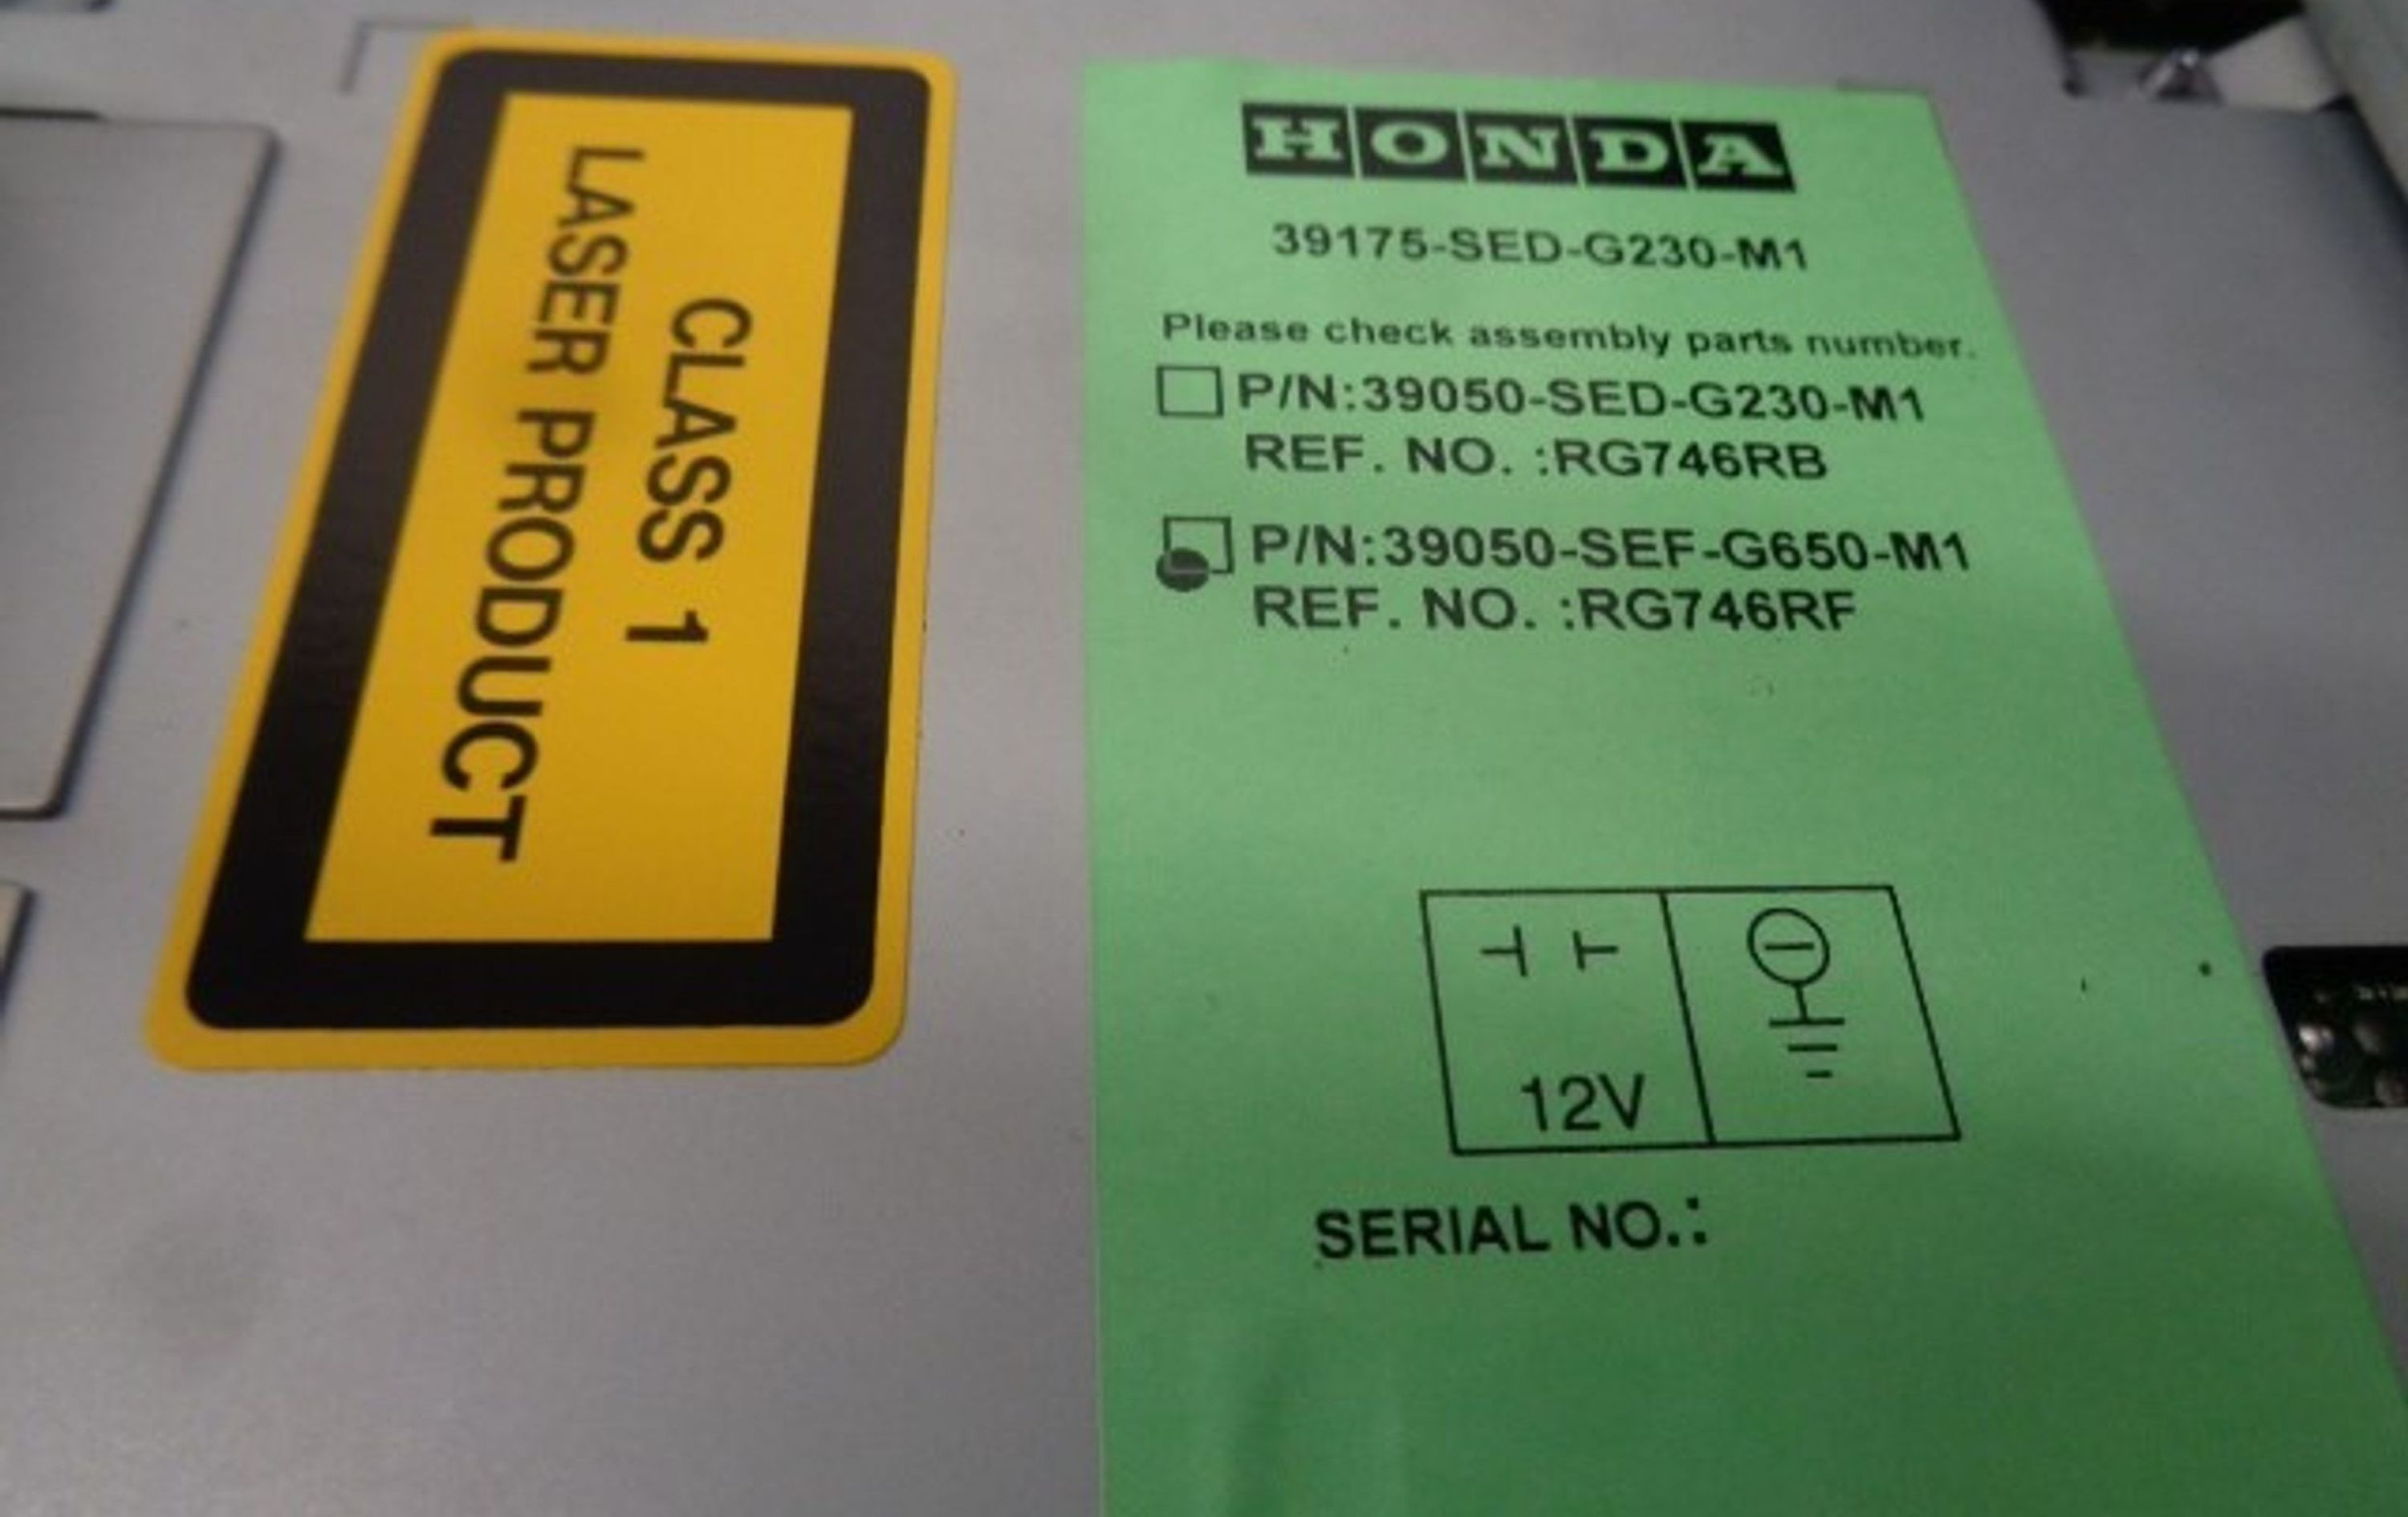 CLASS 1
LASER PRODUCT
HONDA
39175-SED-G230-M1
Please check assembly parts number.
P/N:39050-SED-G230-M1
REF. NO. :RG746RB
P/N:39050-SEF-G650-M1
REF. NO. :RG746RF
12V
SERIAL NO.: